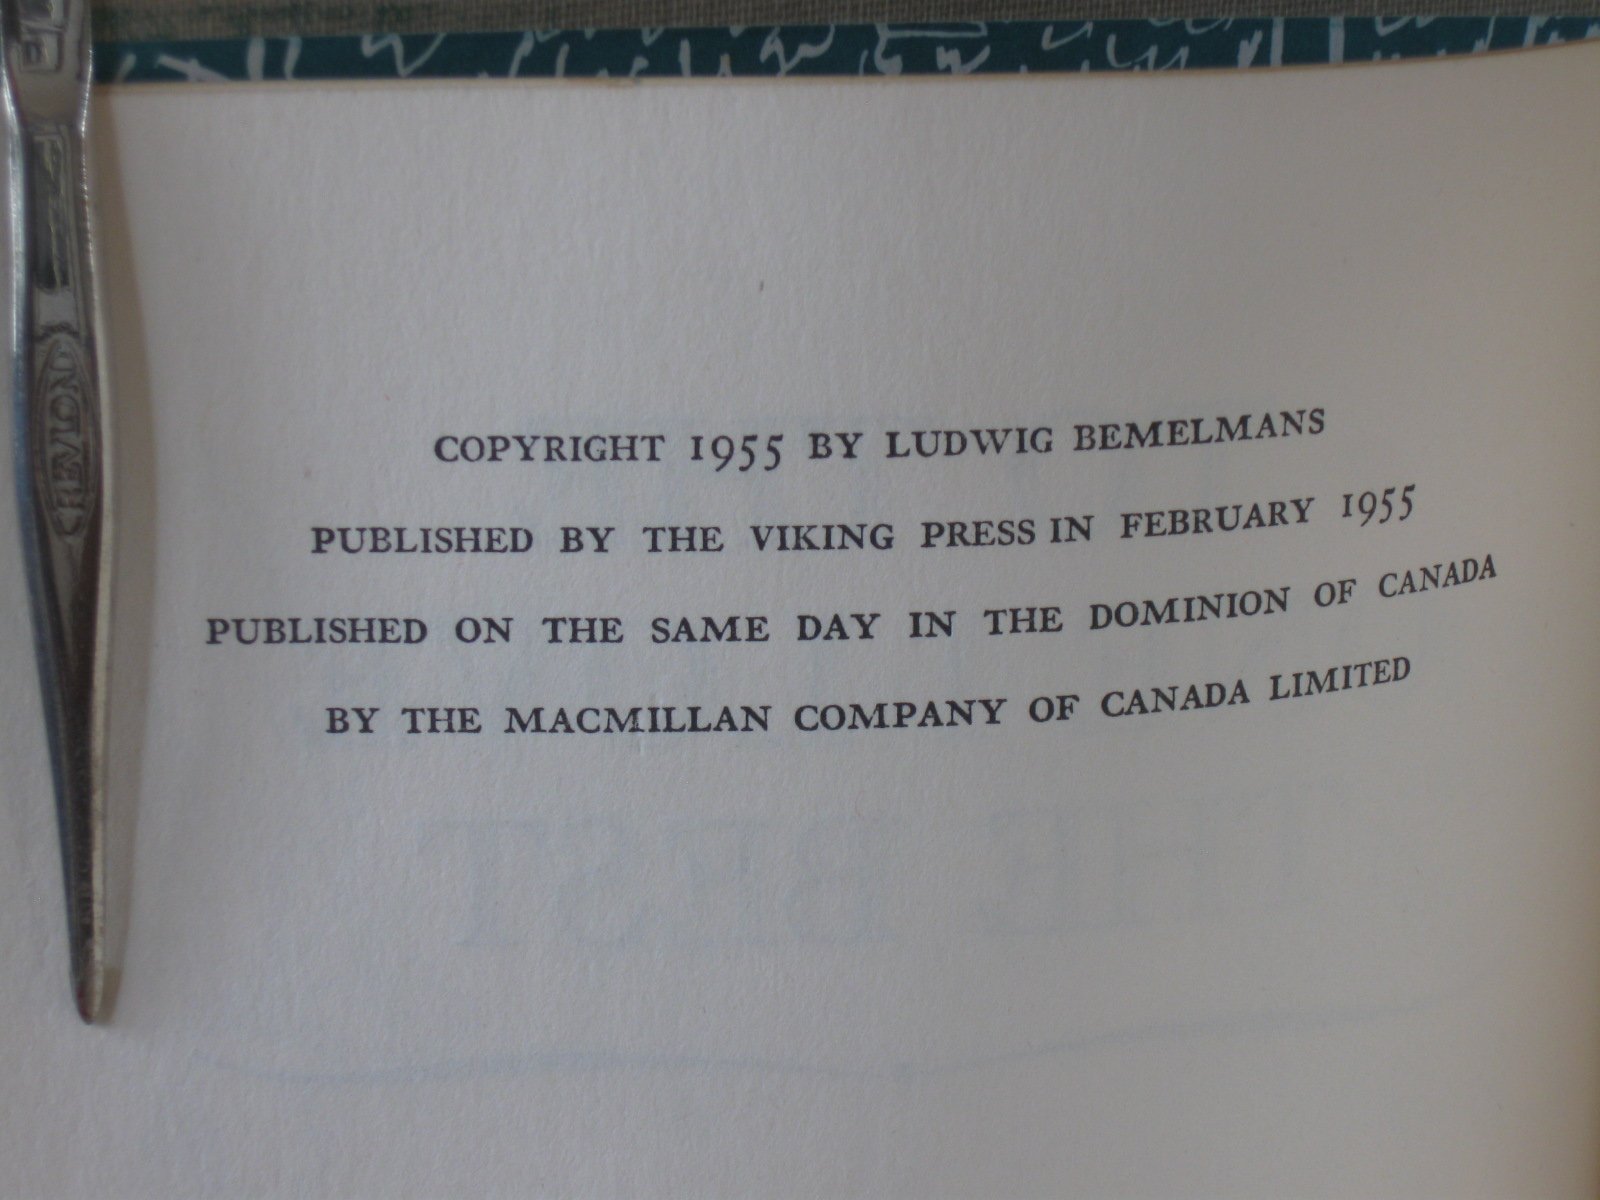 REVLON
COPYRIGHT 1955 BY LUDWIG BEMELMANS
PUBLISHED BY THE VIKING PRESS IN FEBRUARY 1955
PUBLISHED ON THE SAME DAY IN THE DOMINION OF CANADA
BY THE MACMILLAN COMPANY OF CANADA LIMITED